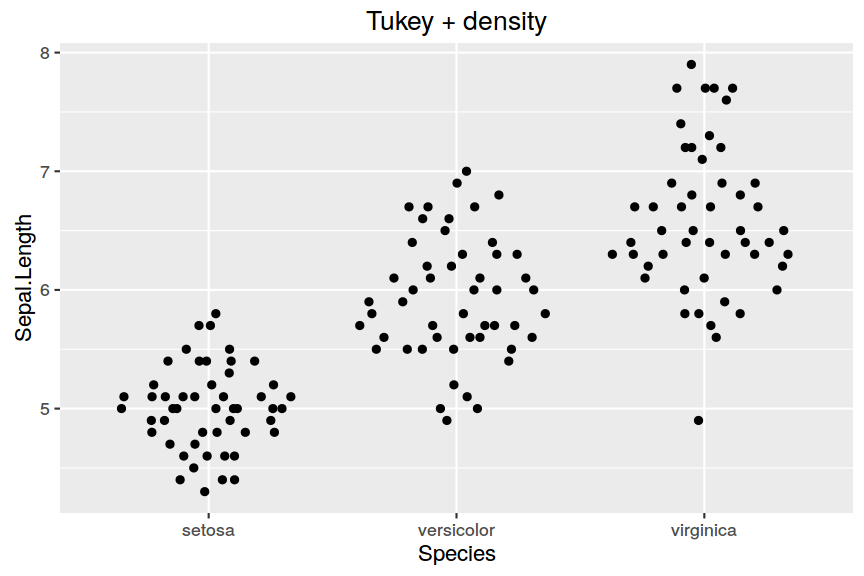 Tukey + density
8
7
6
5
Sepal.Length
setosa versicolor virginica
Species